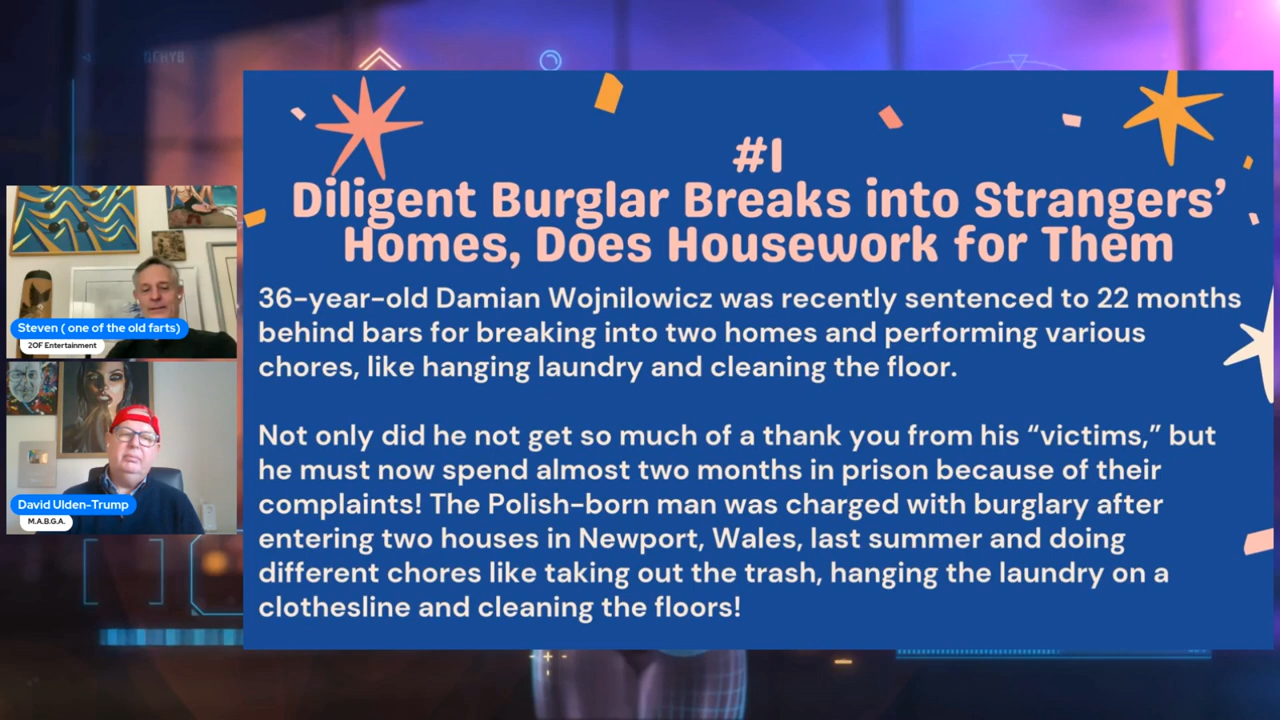 #1
Diligent Burglar Breaks into Strangers’
Homes, Does Housework for Them
36-year-old Damian Wojnilowicz was recently sentenced to 22 months
behind bars for breaking into two homes and performing various
chores, like hanging laundry and cleaning the floor.
Not only did he not get so much of a thank you from his “victims,” but
he must now spend almost two months in prison because of their
complaints! The Polish-born man was charged with burglary after
entering two houses in Newport, Wales, last summer and doing
different chores like taking out the trash, hanging the laundry on a
clothesline and cleaning the floors!
Steven ( one of the old farts)
2OF Entertainment
David Ulden-Trump
M.A.B.G.A.